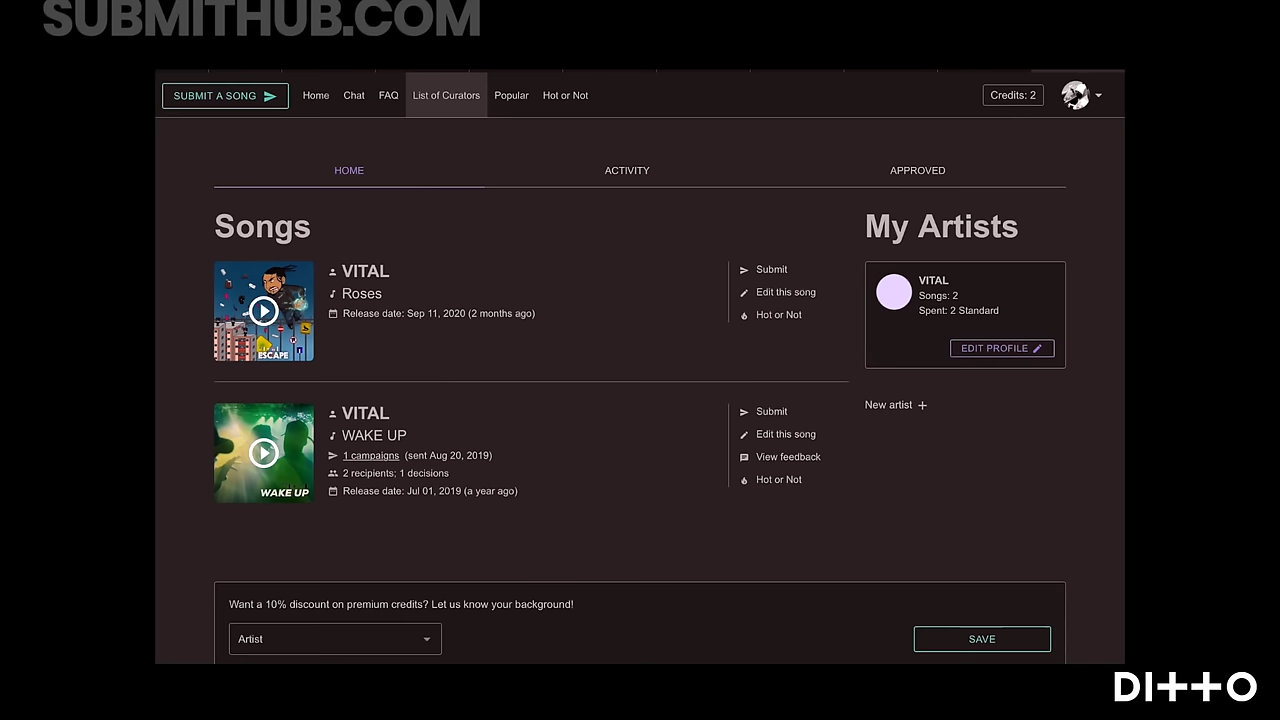 SUBMITHUB.COM
SUBMIT A SONG Home Chat FAQ List of Curators Popular Hot or Not Credits: 2
HOME ACTIVITY APPROVED
Songs
VITAL
Roses
Release date: Sep 11, 2020 (2 months ago)
ESCAPE
Submit
Edit this song
Hot or Not
VITAL
WAKE UP
1 campaigns (sent Aug 20, 2019)
2 recipients; 1 decisions
Release date: Jul 01, 2019 (a year ago)
WAKE UP
Submit
Edit this song
View feedback
Hot or Not
My Artists
VITAL
Songs: 2
Spent: 2 Standard
EDIT PROFILE
New artist +
Want a 10% discount on premium credits? Let us know your background!
Artist
SAVE
DITTO